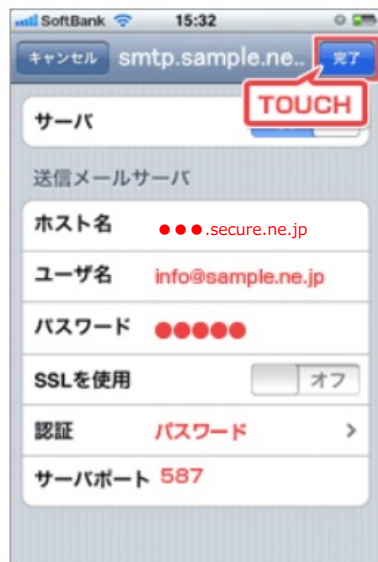 SoftBank 15:32
キャンセル smtp.sample.ne.. 完了
TOUCH
サーバ
送信メールサーバ
ホスト名 ●●●.secure.ne.jp
ユーザ名 info@sample.ne.jp
パスワード ●●●●●
SSLを使用 オフ
認証 パスワード >
サーバポート 587